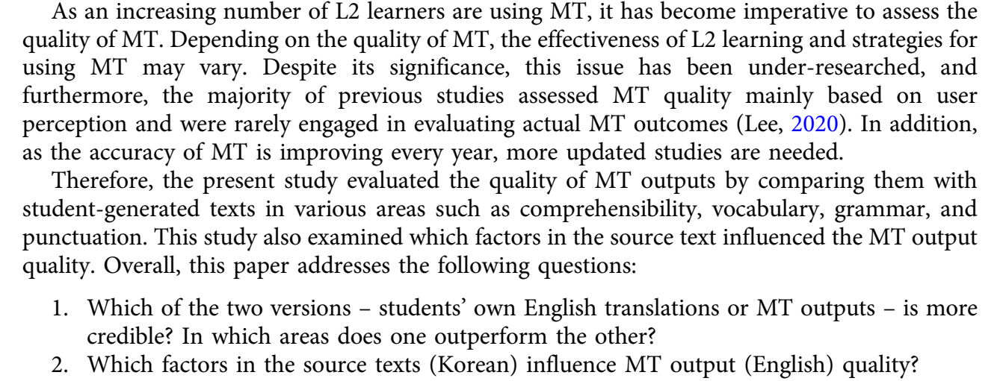 As an increasing number of L2 learners are using MT, it has become imperative to assess the
quality of MT. Depending on the quality of MT, the effectiveness of L2 learning and strategies for
using MT may vary. Despite its significance, this issue has been under-researched, and
furthermore, the majority of previous studies assessed MT quality mainly based on user
perception and were rarely engaged in evaluating actual MT outcomes (Lee, 2020). In addition,
as the accuracy of MT is improving every year, more updated studies are needed.
Therefore, the present study evaluated the quality of MT outputs by comparing them with
student-generated texts in various areas such as comprehensibility, vocabulary, grammar, and
punctuation. This study also examined which factors in the source text influenced the MT output
quality. Overall, this paper addresses the following questions:
1. Which of the two versions – students’ own English translations or MT outputs – is more
credible? In which areas does one outperform the other?
2. Which factors in the source texts (Korean) influence MT output (English) quality?